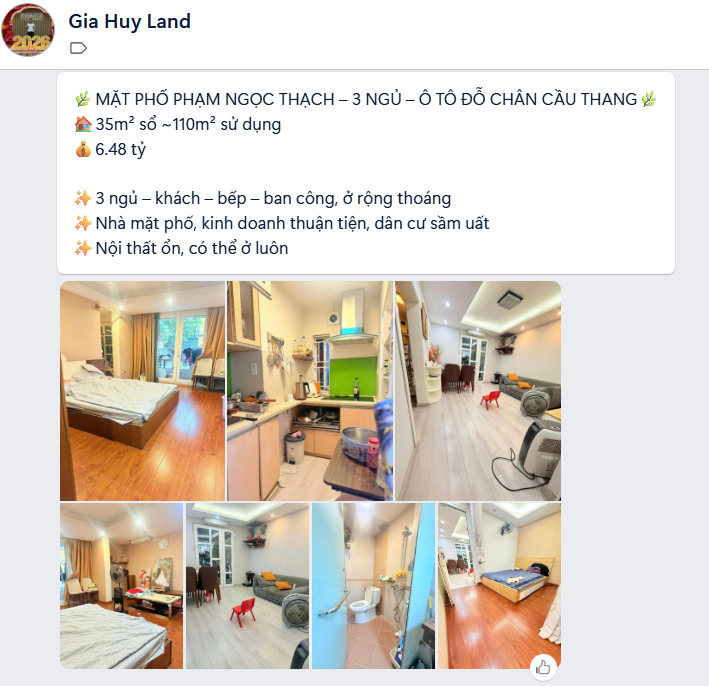 Gia Huy Land
🌿 MẶT PHỐ PHẠM NGỌC THẠCH – 3 NGỦ – Ô TÔ ĐỖ CHÂN CẦU THANG 🌿
🏠 35m² sổ ~110m² sử dụng
💰 6.48 tỷ
✨ 3 ngủ – khách – bếp – ban công, ở rộng thoáng
✨ Nhà mặt phố, kinh doanh thuận tiện, dân cư sầm uất
✨ Nội thất ổn, có thể ở luôn